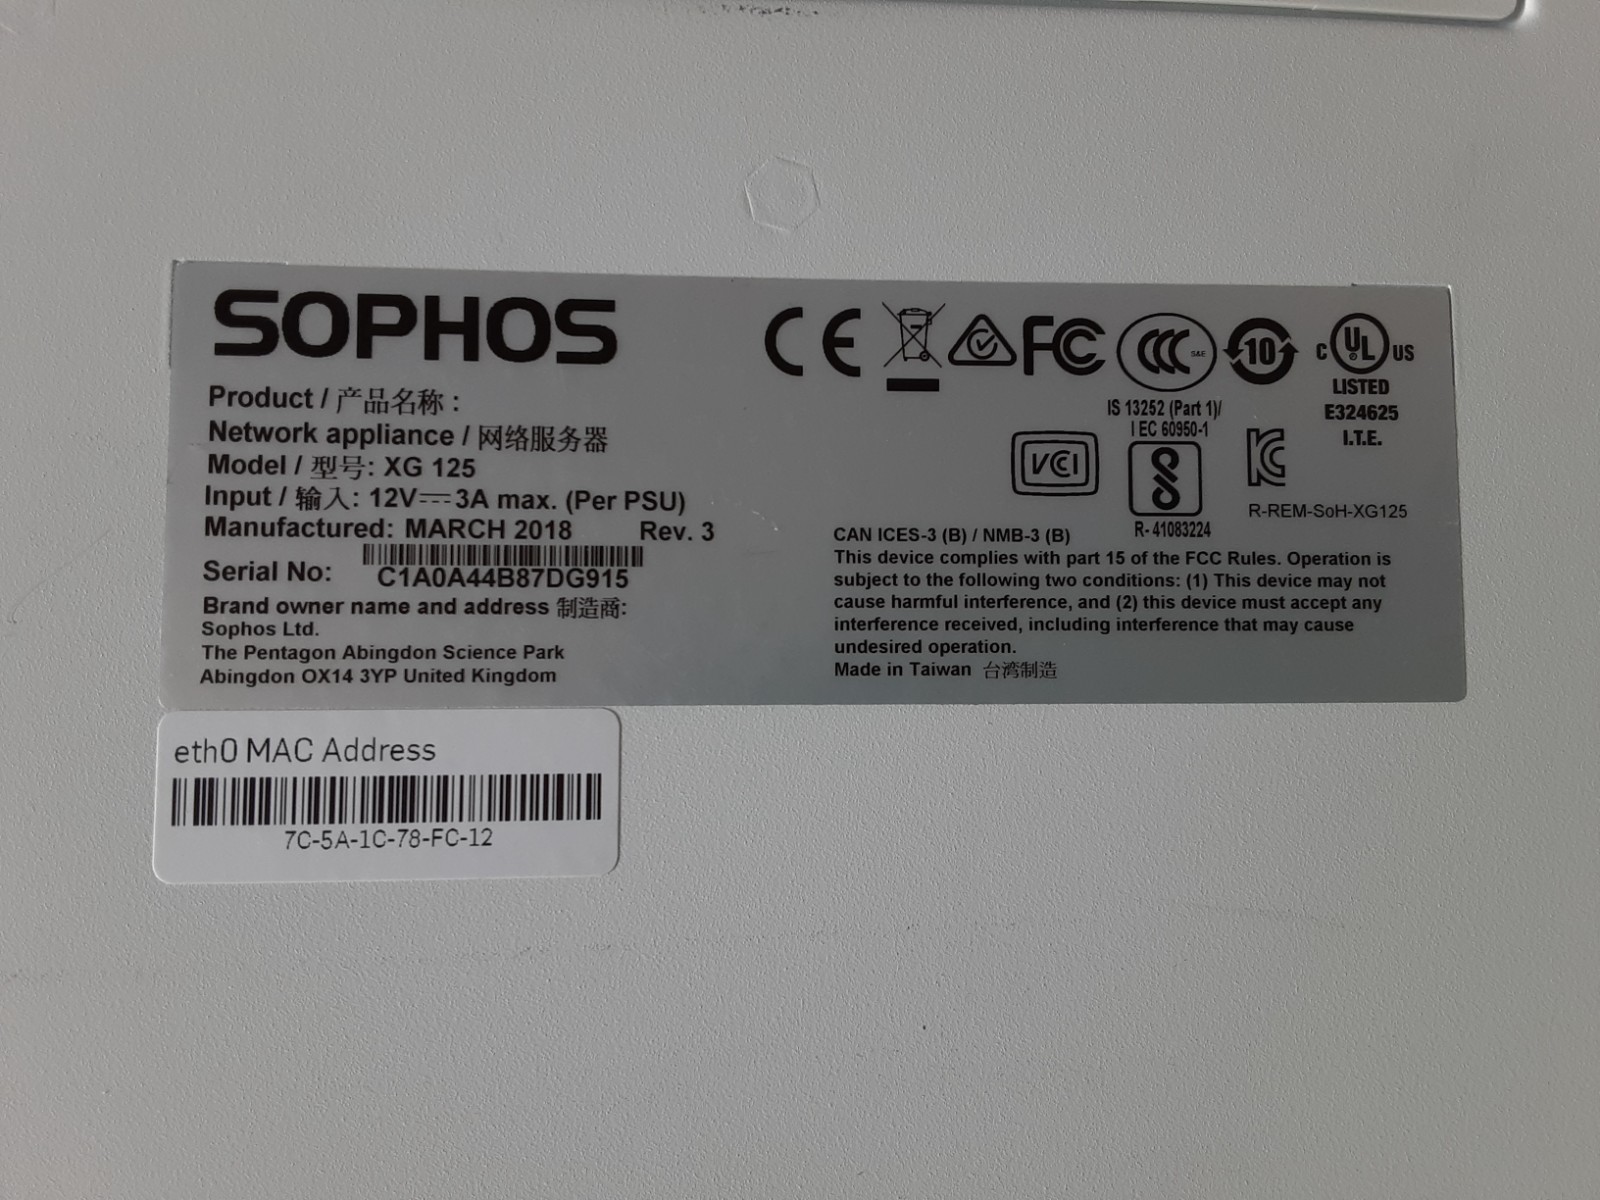 SOPHOS
Product / 产品名称 :
Network appliance / 网络服务器
Model / 型号: XG 125
Input / 输入: 12V⎓3A max. (Per PSU)
Manufactured: MARCH 2018 Rev. 3
Serial No: C1A0A44B87DG915
Brand owner name and address 制造商:
Sophos Ltd.
The Pentagon Abingdon Science Park
Abingdon OX14 3YP United Kingdom
CE FC CCC S&E 10 C UL US
LISTED
E324625
I.T.E.
IS 13252 (Part 1)/
I EC 60950-1
VCI
R- 41083224
R-REM-SoH-XG125
CAN ICES-3 (B) / NMB-3 (B)
This device complies with part 15 of the FCC Rules. Operation is
subject to the following two conditions: (1) This device may not
cause harmful interference, and (2) this device must accept any
interference received, including interference that may cause
undesired operation.
Made in Taiwan 台湾制造
eth0 MAC Address
7C-5A-1C-78-FC-12